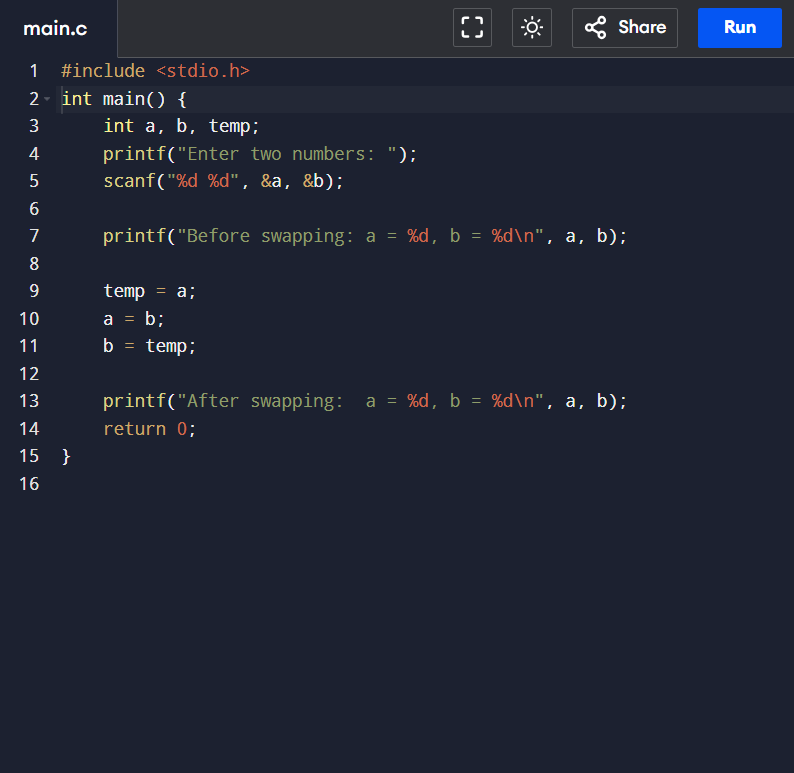 main.c
Share
Run
1 #include <stdio.h>
2 int main() {
3     int a, b, temp;
4     printf("Enter two numbers: ");
5     scanf("%d %d", &a, &b);
6
7     printf("Before swapping: a = %d, b = %d\n", a, b);
8
9     temp = a;
10     a = b;
11     b = temp;
12
13     printf("After swapping:  a = %d, b = %d\n", a, b);
14     return 0;
15 }
16